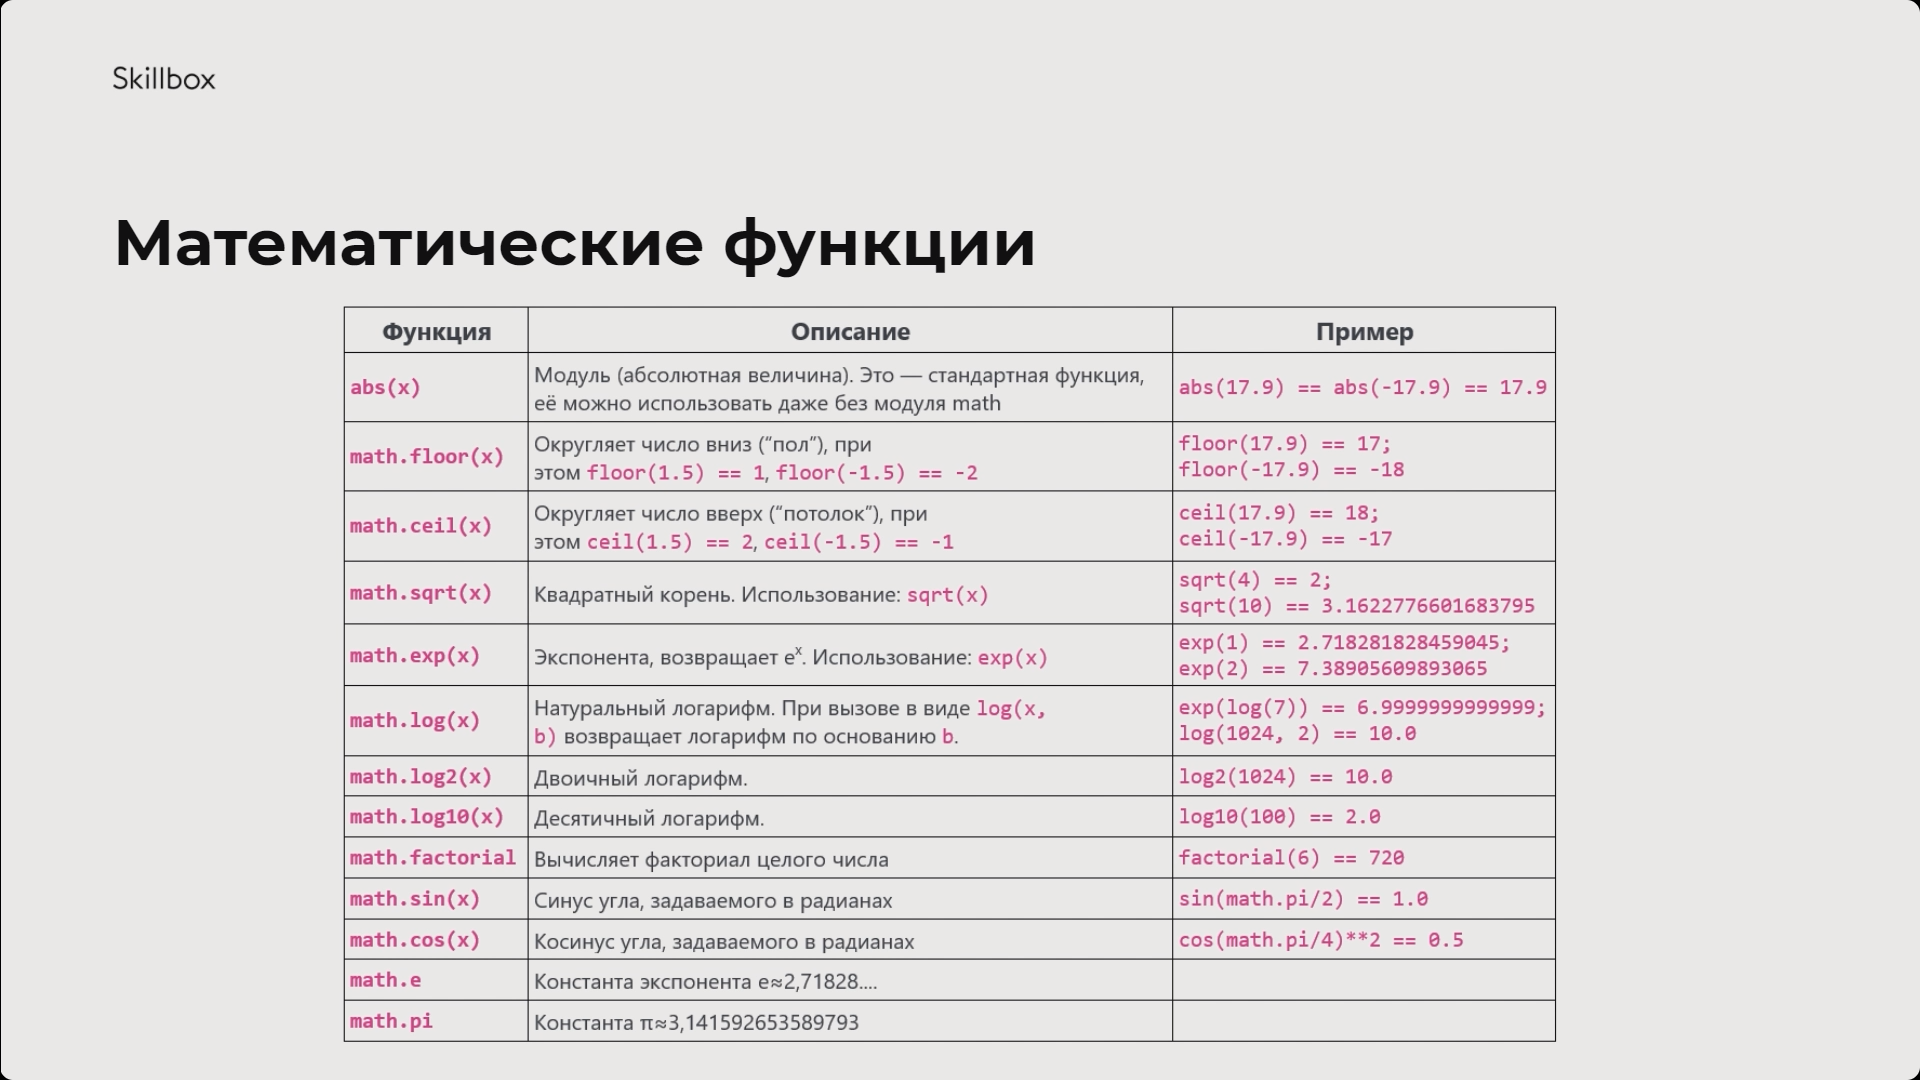 Skillbox
Математические функции
Функция Описание Пример
abs(x) Модуль (абсолютная величина). Это — стандартная функция, её можно использовать даже без модуля math abs(17.9) == abs(-17.9) == 17.9
math.floor(x) Округляет число вниз (“пол”), при этом floor(1.5) == 1, floor(-1.5) == -2 floor(17.9) == 17; floor(-17.9) == -18
math.ceil(x) Округляет число вверх (“потолок”), при этом ceil(1.5) == 2, ceil(-1.5) == -1 ceil(17.9) == 18; ceil(-17.9) == -17
math.sqrt(x) Квадратный корень. Использование: sqrt(x) sqrt(4) == 2; sqrt(10) == 3.1622776601683795
math.exp(x) Экспонента, возвращает eˣ. Использование: exp(x) exp(1) == 2.718281828459045; exp(2) == 7.38905609893065
math.log(x) Натуральный логарифм. При вызове в виде log(x, b) возвращает логарифм по основанию b. exp(log(7)) == 6.9999999999999; log(1024, 2) == 10.0
math.log2(x) Двоичный логарифм. log2(1024) == 10.0
math.log10(x) Десятичный логарифм. log10(100) == 2.0
math.factorial Вычисляет факториал целого числа factorial(6) == 720
math.sin(x) Синус угла, задаваемого в радианах sin(math.pi/2) == 1.0
math.cos(x) Косинус угла, задаваемого в радианах cos(math.pi/4)**2 == 0.5
math.e Константа экспонента e≈2,71828....
math.pi Константа π≈3,141592653589793